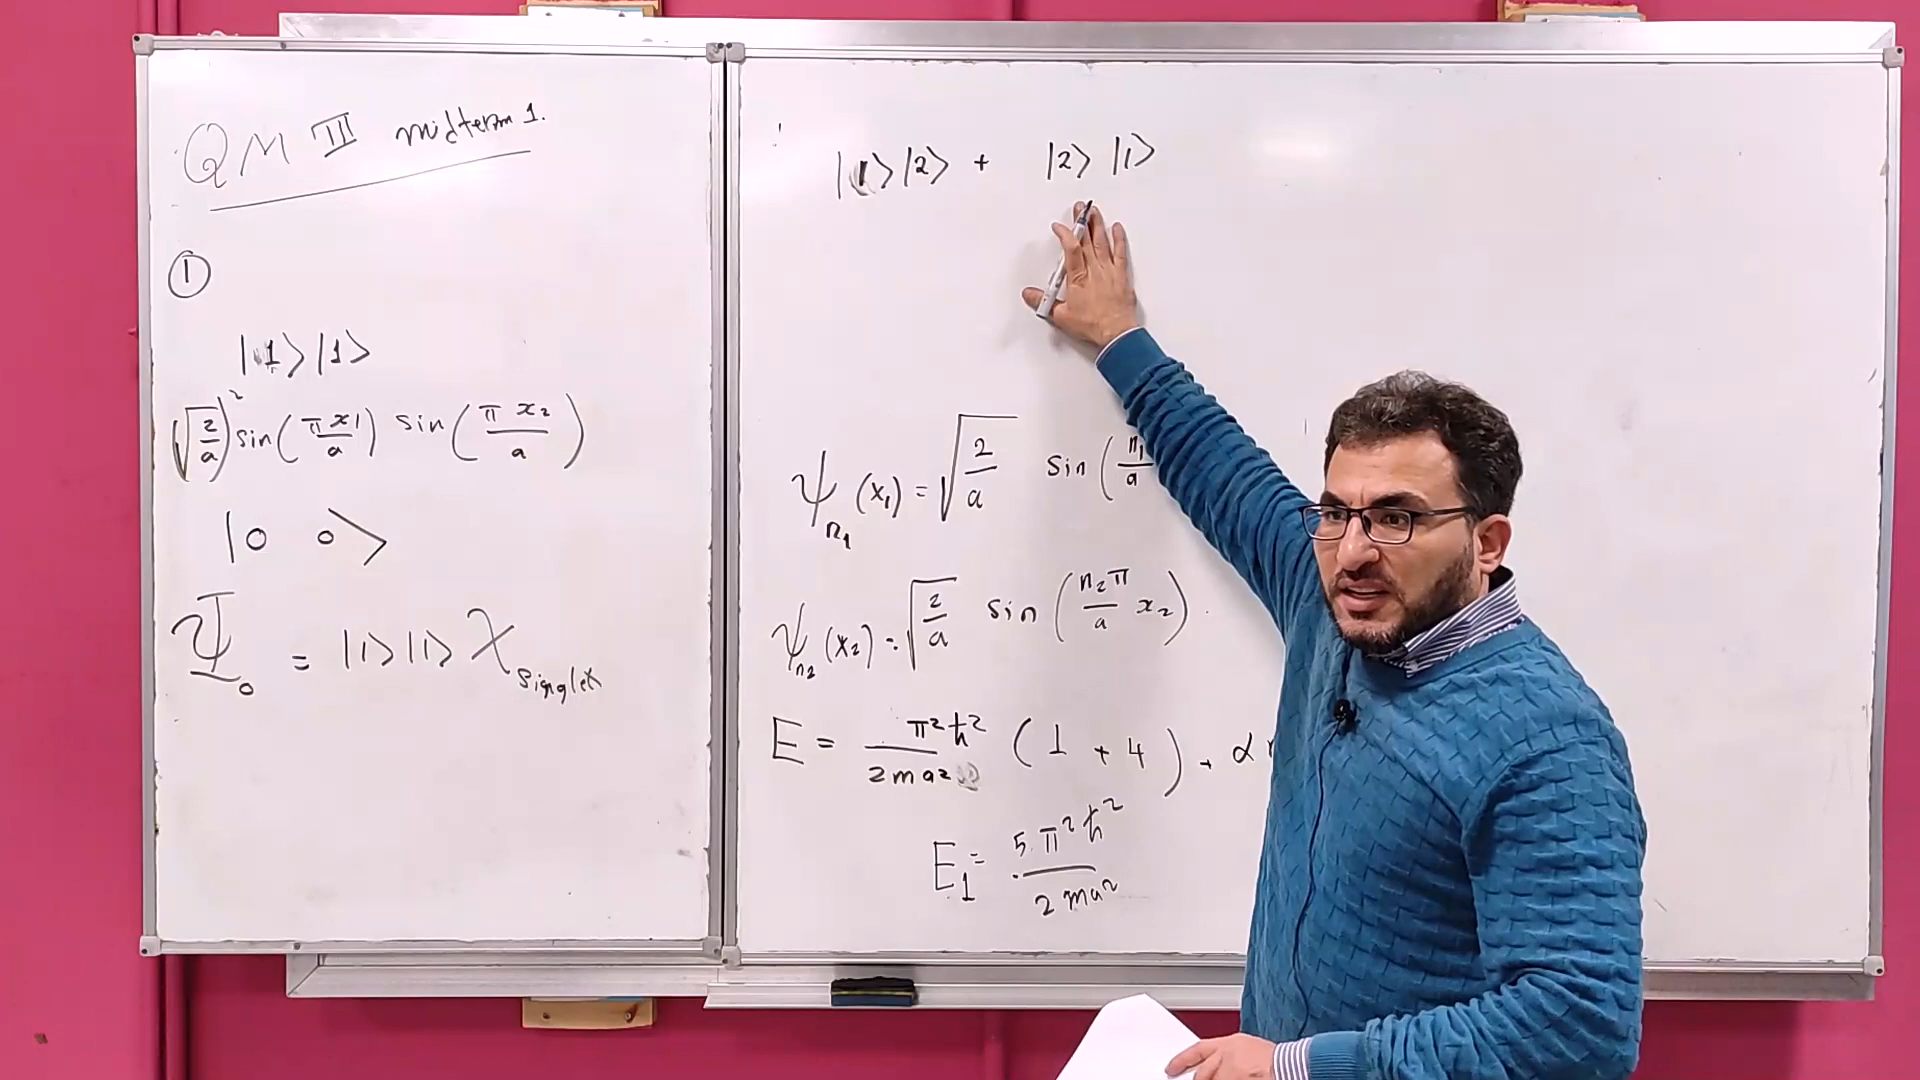 QM III midterm 1.
①
|1⟩|1⟩
(√(2/a))² sin(πx1/a) sin(πx₂/a)
|0 0⟩
Ψ₀ = |1⟩|1⟩ χ singlet
|1⟩|2⟩ + |2⟩|1⟩
ψₙ₁(x₁) = √(2/a) sin(n₁/a
ψₙ₂(x₂) = √(2/a) sin(n₂π/a x₂).
E = π²ħ²/2ma² (1 + 4) + α
E₁ = 5π²ħ²/2ma²